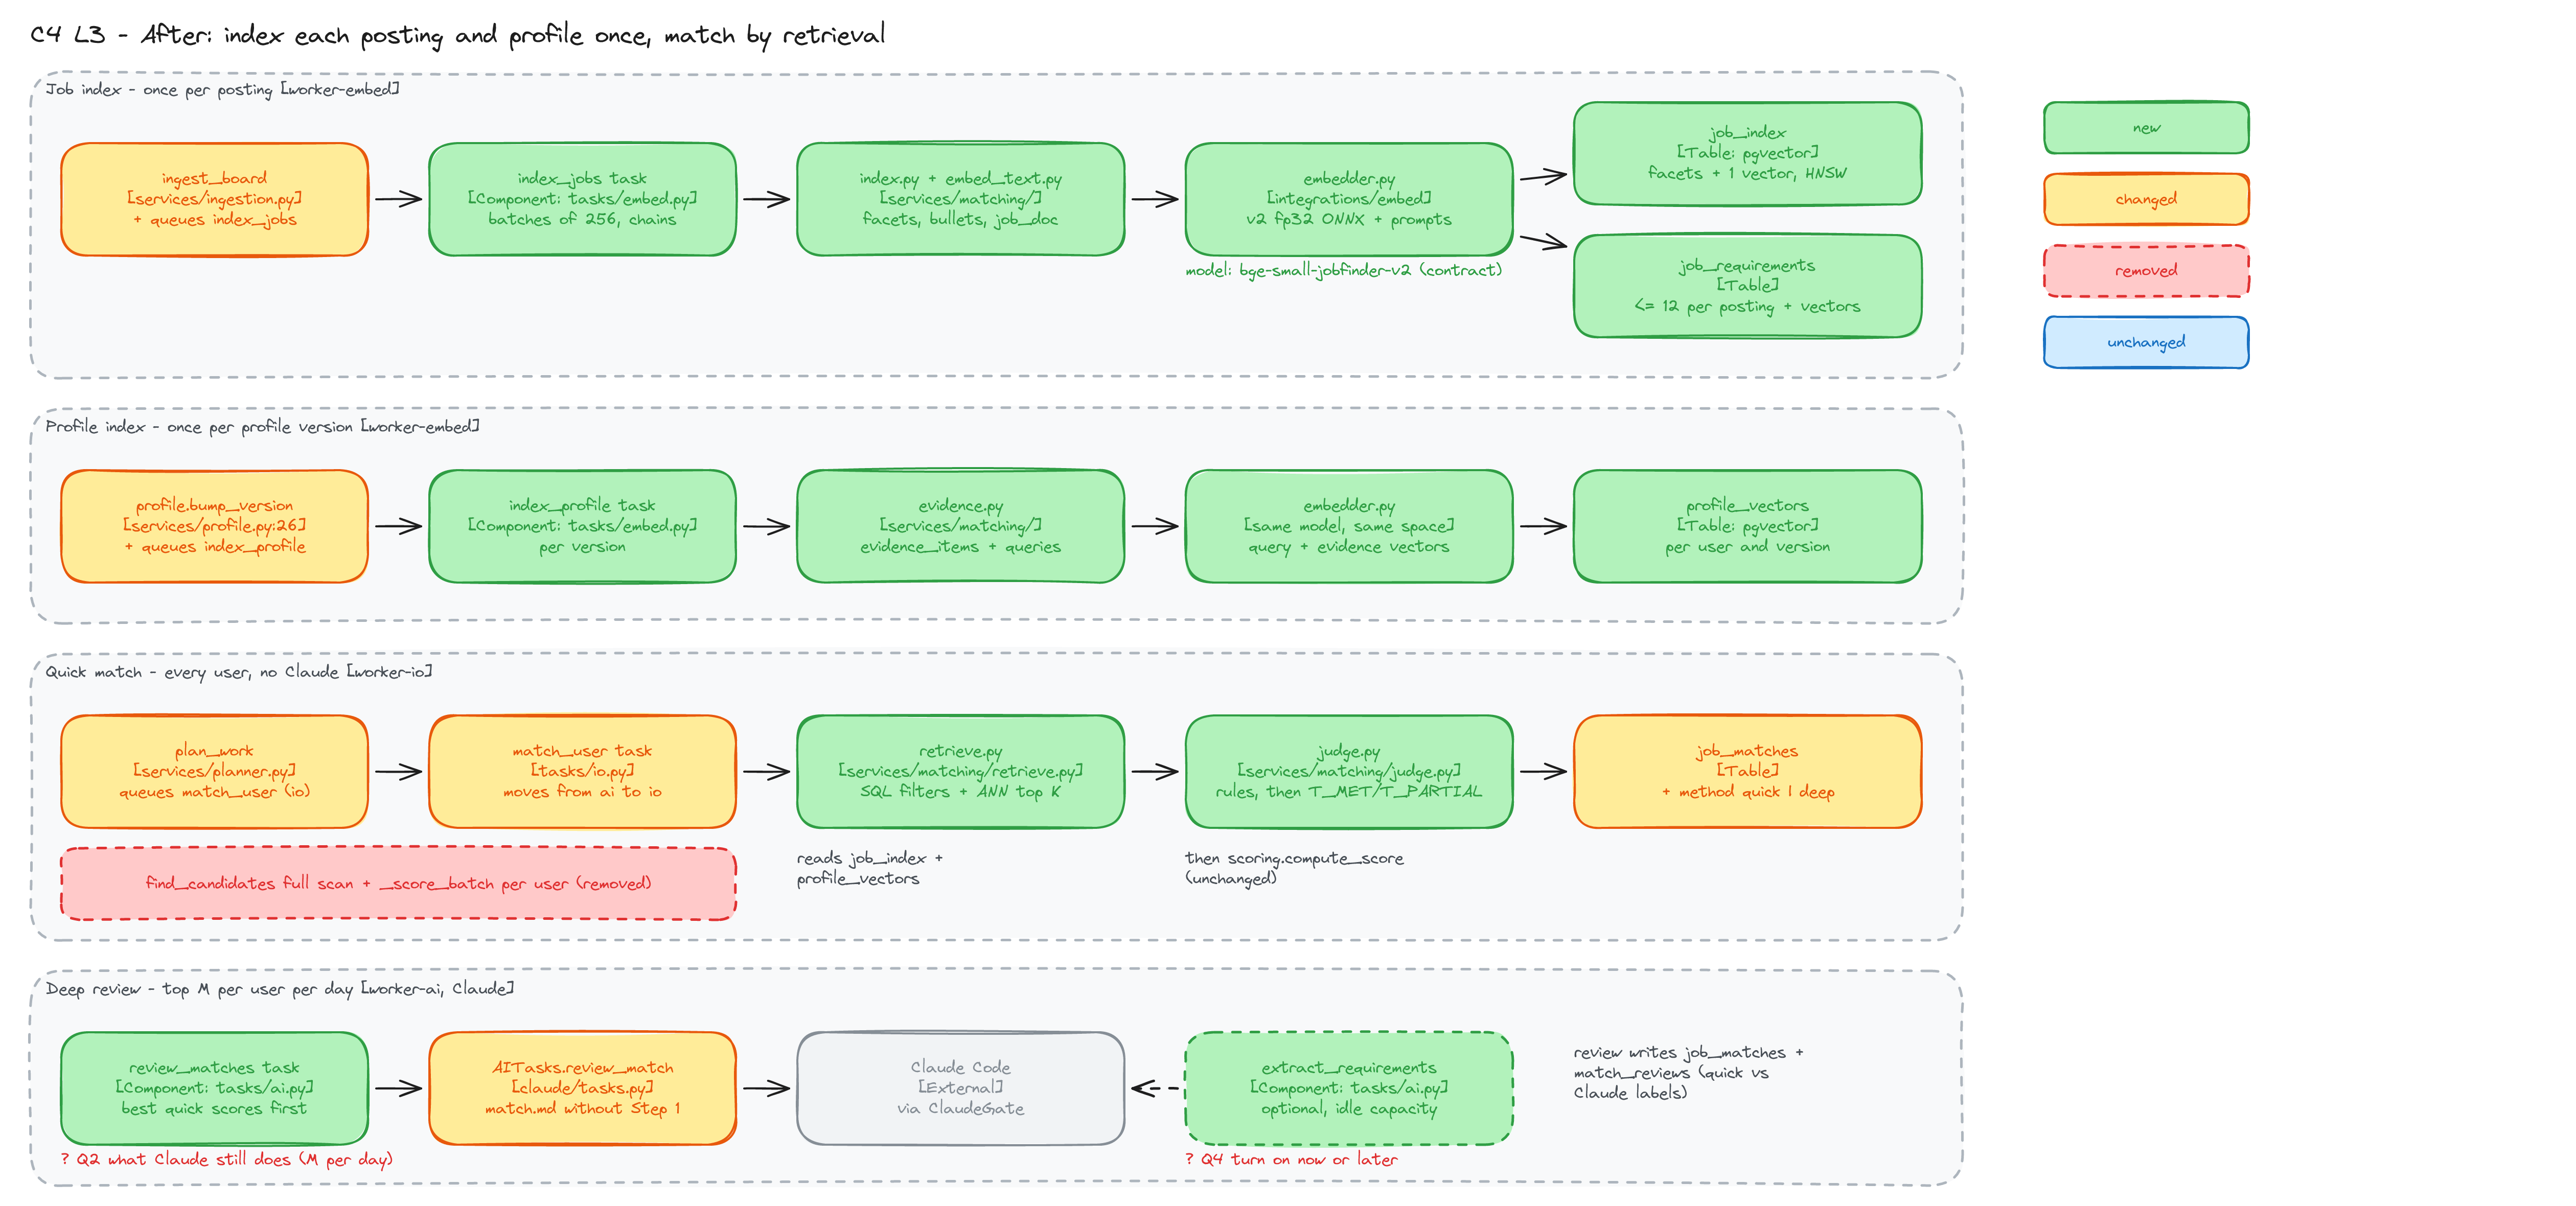 C4 L3 - After: index each posting and profile once, match by retrieval
Job index - once per posting [worker-embed]
ingest_board
[services/ingestion.py]
+ queues index_jobs
index_jobs task
[Component: tasks/embed.py]
batches of 256, chains
index.py + embed_text.py
[services/matching/]
facets, bullets, job_doc
embedder.py
[integrations/embed]
v2 fp32 ONNX + prompts
model: bge-small-jobfinder-v2 (contract)
job_index
[Table: pgvector]
facets + 1 vector, HNSW
job_requirements
[Table]
<= 12 per posting + vectors
new
changed
removed
unchanged
Profile index - once per profile version [worker-embed]
profile.bump_version
[services/profile.py:26]
+ queues index_profile
index_profile task
[Component: tasks/embed.py]
per version
evidence.py
[services/matching/]
evidence_items + queries
embedder.py
[same model, same space]
query + evidence vectors
profile_vectors
[Table: pgvector]
per user and version
Quick match - every user, no Claude [worker-io]
plan_work
[services/planner.py]
queues match_user (io)
match_user task
[tasks/io.py]
moves from ai to io
retrieve.py
[services/matching/retrieve.py]
SQL filters + ANN top K
judge.py
[services/matching/judge.py]
rules, then T_MET/T_PARTIAL
job_matches
[Table]
+ method quick | deep
find_candidates full scan + _score_batch per user (removed)
reads job_index +
profile_vectors
then scoring.compute_score
(unchanged)
Deep review - top M per user per day [worker-ai, Claude]
review_matches task
[Component: tasks/ai.py]
best quick scores first
AITasks.review_match
[claude/tasks.py]
match.md without Step 1
Claude Code
[External]
via ClaudeGate
extract_requirements
[Component: tasks/ai.py]
optional, idle capacity
review writes job_matches +
match_reviews (quick vs
Claude labels)
? Q2 what Claude still does (M per day)
? Q4 turn on now or later